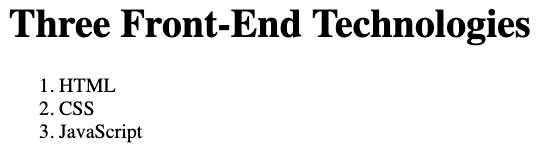 Three Front-End Technologies
1. HTML
2. CSS
3. JavaScript